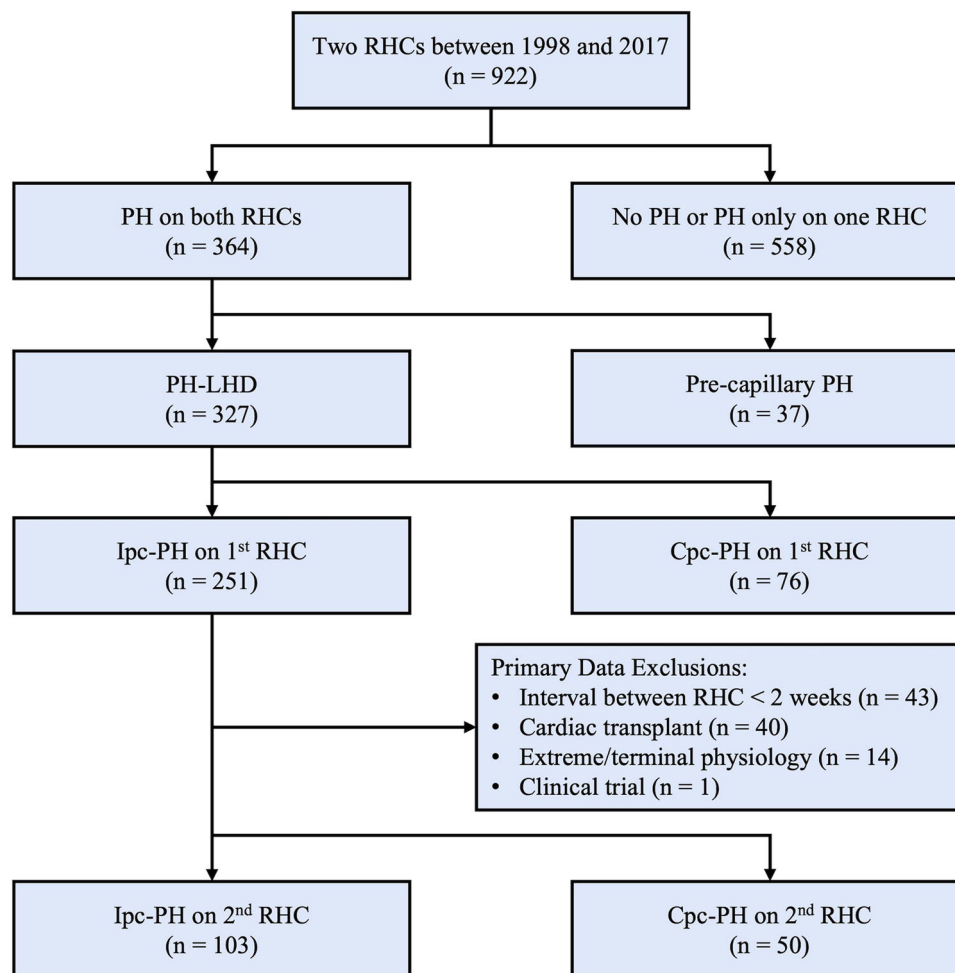 Two RHCs between 1998 and 2017
(n = 922)
PH on both RHCs
(n = 364)
No PH or PH only on one RHC
(n = 558)
PH-LHD
(n = 327)
Pre-capillary PH
(n = 37)
Ipc-PH on 1st RHC
(n = 251)
Cpc-PH on 1st RHC
(n = 76)
Primary Data Exclusions:
• Interval between RHC < 2 weeks (n = 43)
• Cardiac transplant (n = 40)
• Extreme/terminal physiology (n = 14)
• Clinical trial (n = 1)
Ipc-PH on 2nd RHC
(n = 103)
Cpc-PH on 2nd RHC
(n = 50)